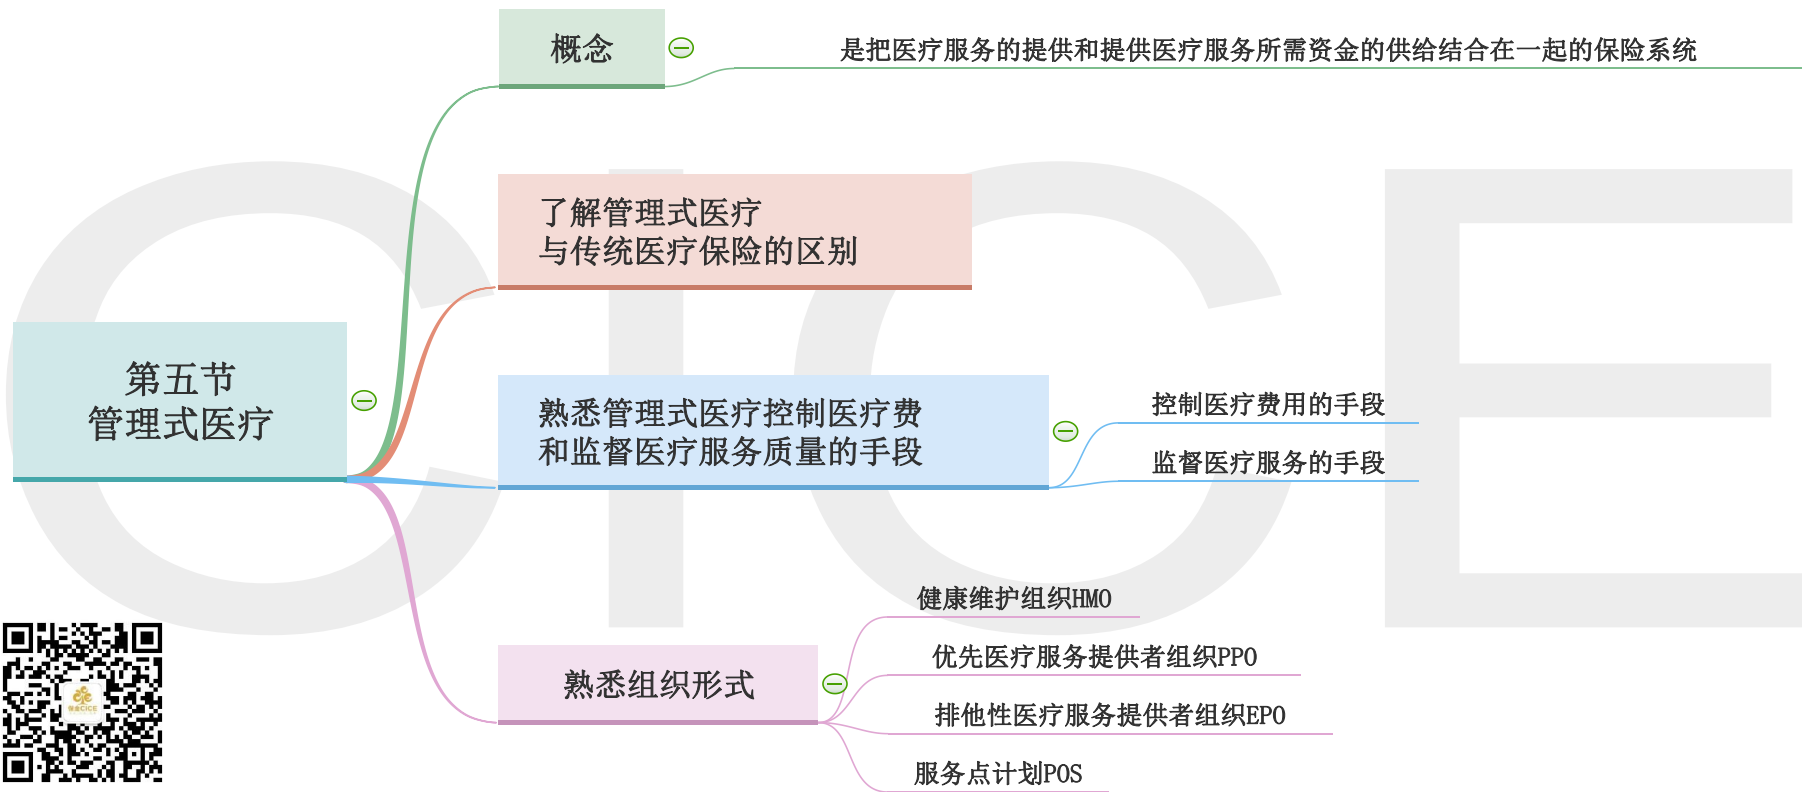 概念
是把医疗服务的提供和提供医疗服务所需资金的供给结合在一起的保险系统
了解管理式医疗
与传统医疗保险的区别
第五节
管理式医疗
熟悉管理式医疗控制医疗费
和监督医疗服务质量的手段
控制医疗费用的手段
监督医疗服务的手段
熟悉组织形式
健康维护组织HMO
优先医疗服务提供者组织PPO
排他性医疗服务提供者组织EPO
服务点计划POS
CICE